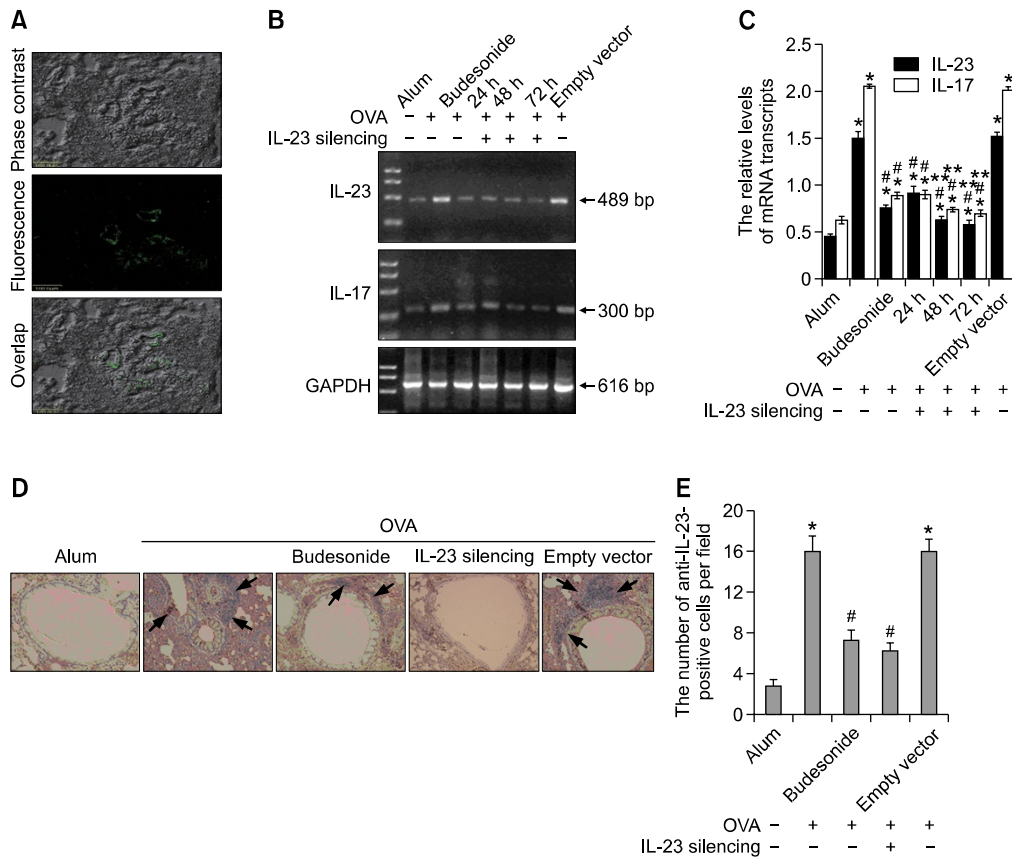 A
Phase contrast
Fluorescence
Overlap
B
Alum
Budesonide
24 h
48 h
72 h
Empty vector
OVA − + + + + + +
IL-23 silencing − − − + + + −
IL-23
489 bp
IL-17
300 bp
GAPDH
616 bp
C
The relative levels
of mRNA transcripts
2.5
2.0
1.5
1.0
0.5
0
IL-23
IL-17
* *
# * # *
# * # *
** # * ** # *
** # * ** # *
* *
Alum
Budesonide
24 h
48 h
72 h
Empty vector
OVA − + + + + + +
IL-23 silencing − − − + + + −
D
OVA
Alum Budesonide IL-23 silencing Empty vector
E
The number of anti-IL-23-
positive cells per field
20
16
12
8
4
0
* # # *
Alum
Budesonide
Empty vector
OVA − + + + +
IL-23 silencing − − − + −